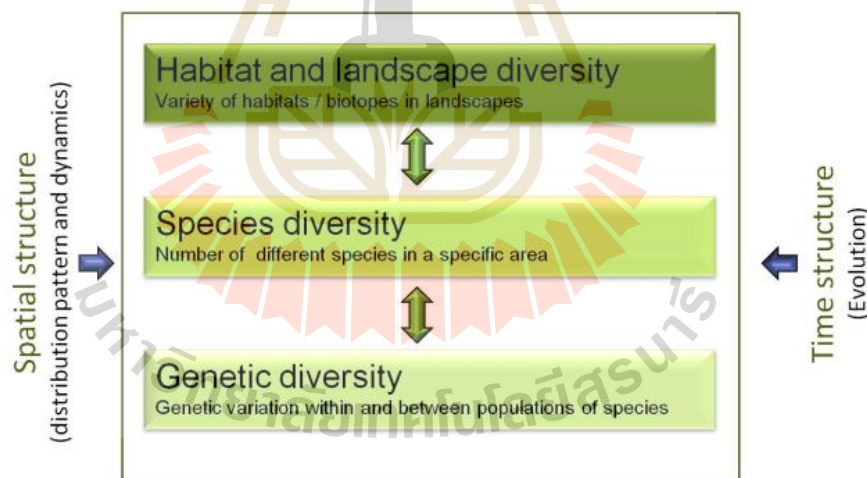 Habitat and landscape diversity
Variety of habitats / biotopes in landscapes
Species diversity
Number of different species in a specific area
Genetic diversity
Genetic variation within and between populations of species
Spatial structure
(distribution pattern and dynamics)
Time structure
(Evolution)
มหาวิทยาลัยเทคโนโลยีสุรนารี